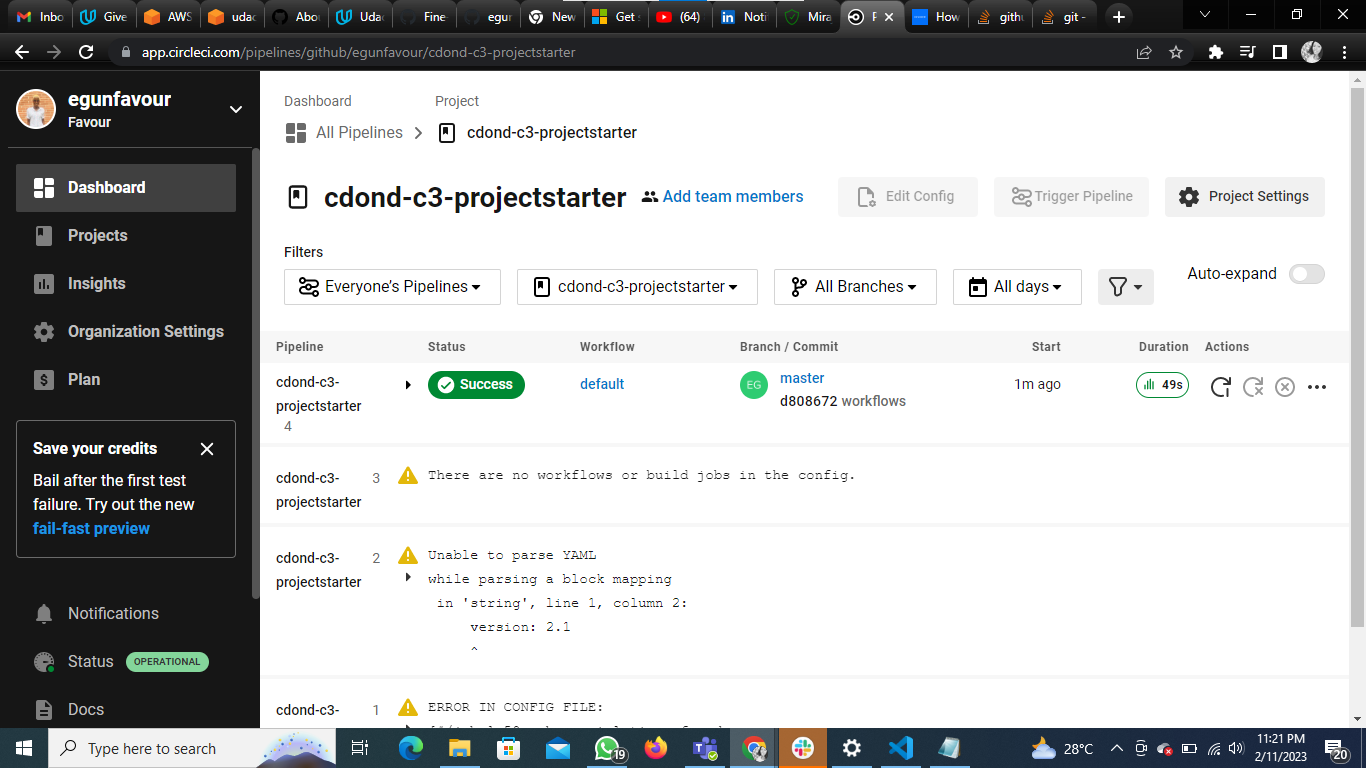 Inbo
Give
AWS
udac
Abou
Udac
Fine
egur
New
Get s
(64)
Noti
Mira
P
How
gith
git -
app.circleci.com/pipelines/github/egunfavour/cdond-c3-projectstarter
egunfavour
Favour
Dashboard
Projects
Insights
Organization Settings
Plan
Save your credits
Bail after the first test
failure. Try out the new
fail-fast preview
Notifications
Status OPERATIONAL
Docs
Dashboard Project
All Pipelines cdond-c3-projectstarter
cdond-c3-projectstarter Add team members Edit Config Trigger Pipeline Project Settings
Filters
Everyone's Pipelines cdond-c3-projectstarter All Branches All days Auto-expand
Pipeline Status Workflow Branch / Commit Start Duration Actions
cdond-c3-
projectstarter
4
Success default EG master 1m ago 49s
d808672 workflows
cdond-c3- 3 There are no workflows or build jobs in the config.
projectstarter
cdond-c3- 2 Unable to parse YAML
projectstarter while parsing a block mapping
in 'string', line 1, column 2:
version: 2.1
^
cdond-c3- 1 ERROR IN CONFIG FILE:
Type here to search
19
28°C
11:21 PM
2/11/2023
20